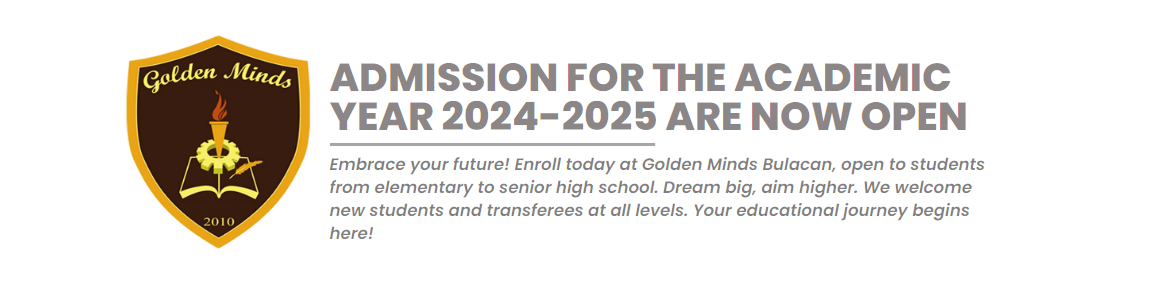 Golden Minds
2010
ADMISSION FOR THE ACADEMIC
YEAR 2024-2025 ARE NOW OPEN
Embrace your future! Enroll today at Golden Minds Bulacan, open to students
from elementary to senior high school. Dream big, aim higher. We welcome
new students and transferees at all levels. Your educational journey begins
here!